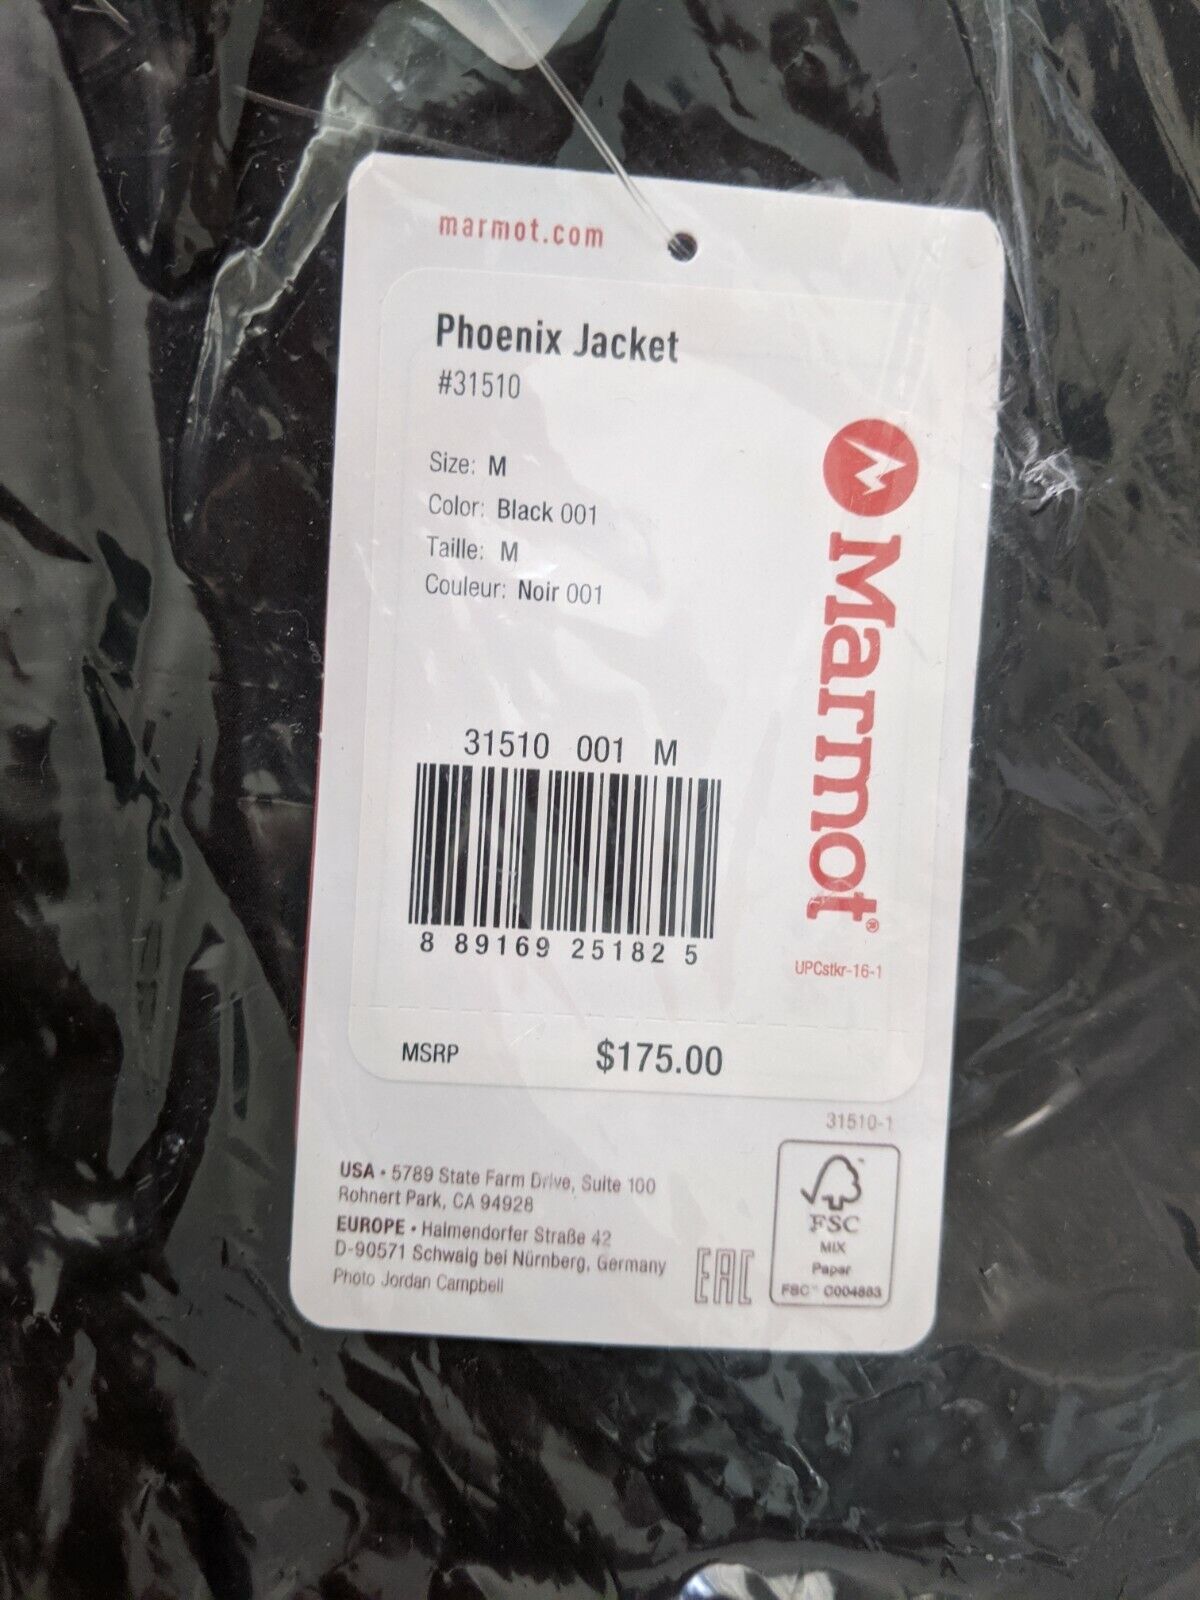 marmot.com
Phoenix Jacket
#31510
Size: M
Color: Black 001
Taille: M
Couleur: Noir 001
Marmot®
31510 001 M
8 89169 25182 5
UPCstkr-16-1
MSRP $175.00
31510-1
USA • 5789 State Farm Drive, Suite 100
Rohnert Park, CA 94928
EUROPE • Haimendorfer Straße 42
D-90571 Schwaig bei Nürnberg, Germany
Photo Jordan Campbell
EAC
FSC
MIX
Paper
FSC™ C004883